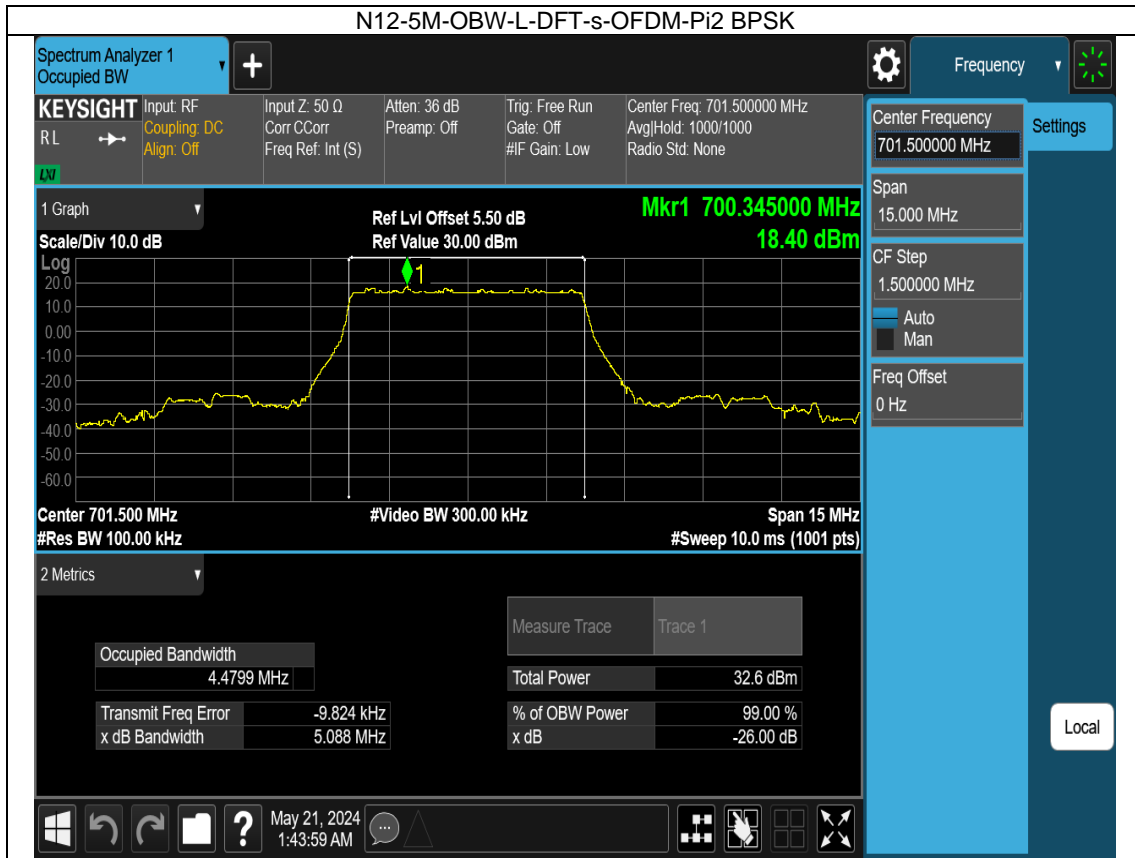 N12-5M-OBW-L-DFT-s-OFDM-Pi2 BPSK
Spectrum Analyzer 1
Occupied BW
Frequency
KEYSIGHT
R L
LXI
Input: RF
Coupling: DC
Align: Off
Input Z: 50 Ω
Corr CCorr
Freq Ref: Int (S)
Atten: 36 dB
Preamp: Off
Trig: Free Run
Gate: Off
#IF Gain: Low
Center Freq: 701.500000 MHz
Avg|Hold: 1000/1000
Radio Std: None
Center Frequency
701.500000 MHz
Settings
Span
15.000 MHz
CF Step
1.500000 MHz
Auto
Man
Freq Offset
0 Hz
1 Graph
Scale/Div 10.0 dB
Ref Lvl Offset 5.50 dB
Ref Value 30.00 dBm
Mkr1 700.345000 MHz
18.40 dBm
Log
1
20.0
10.0
0.00
-10.0
-20.0
-30.0
-40.0
-50.0
-60.0
Center 701.500 MHz
#Res BW 100.00 kHz
#Video BW 300.00 kHz
Span 15 MHz
#Sweep 10.0 ms (1001 pts)
2 Metrics
Measure Trace Trace 1
Occupied Bandwidth
4.4799 MHz
Total Power 32.6 dBm
Transmit Freq Error -9.824 kHz
% of OBW Power 99.00 %
x dB Bandwidth 5.088 MHz
x dB -26.00 dB
Local
?
May 21, 2024
1:43:59 AM